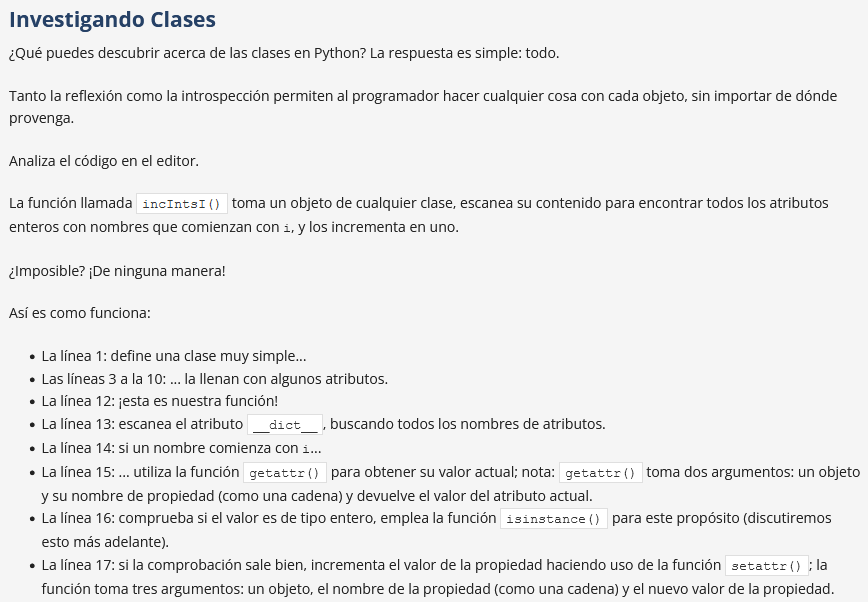 Investigando Clases
¿Qué puedes descubrir acerca de las clases en Python? La respuesta es simple: todo.
Tanto la reflexión como la introspección permiten al programador hacer cualquier cosa con cada objeto, sin importar de dónde
provenga.
Analiza el código en el editor.
La función llamada incIntsI() toma un objeto de cualquier clase, escanea su contenido para encontrar todos los atributos
enteros con nombres que comienzan con i, y los incrementa en uno.
¿Imposible? ¡De ninguna manera!
Así es como funciona:
• La línea 1: define una clase muy simple...
• Las líneas 3 a la 10: ... la llenan con algunos atributos.
• La línea 12: ¡esta es nuestra función!
• La línea 13: escanea el atributo __dict__, buscando todos los nombres de atributos.
• La línea 14: si un nombre comienza con i...
• La línea 15: ... utiliza la función getattr() para obtener su valor actual; nota: getattr() toma dos argumentos: un objeto
y su nombre de propiedad (como una cadena) y devuelve el valor del atributo actual.
• La línea 16: comprueba si el valor es de tipo entero, emplea la función isinstance() para este propósito (discutiremos
esto más adelante).
• La línea 17: si la comprobación sale bien, incrementa el valor de la propiedad haciendo uso de la función setattr(); la
función toma tres argumentos: un objeto, el nombre de la propiedad (como una cadena) y el nuevo valor de la propiedad.